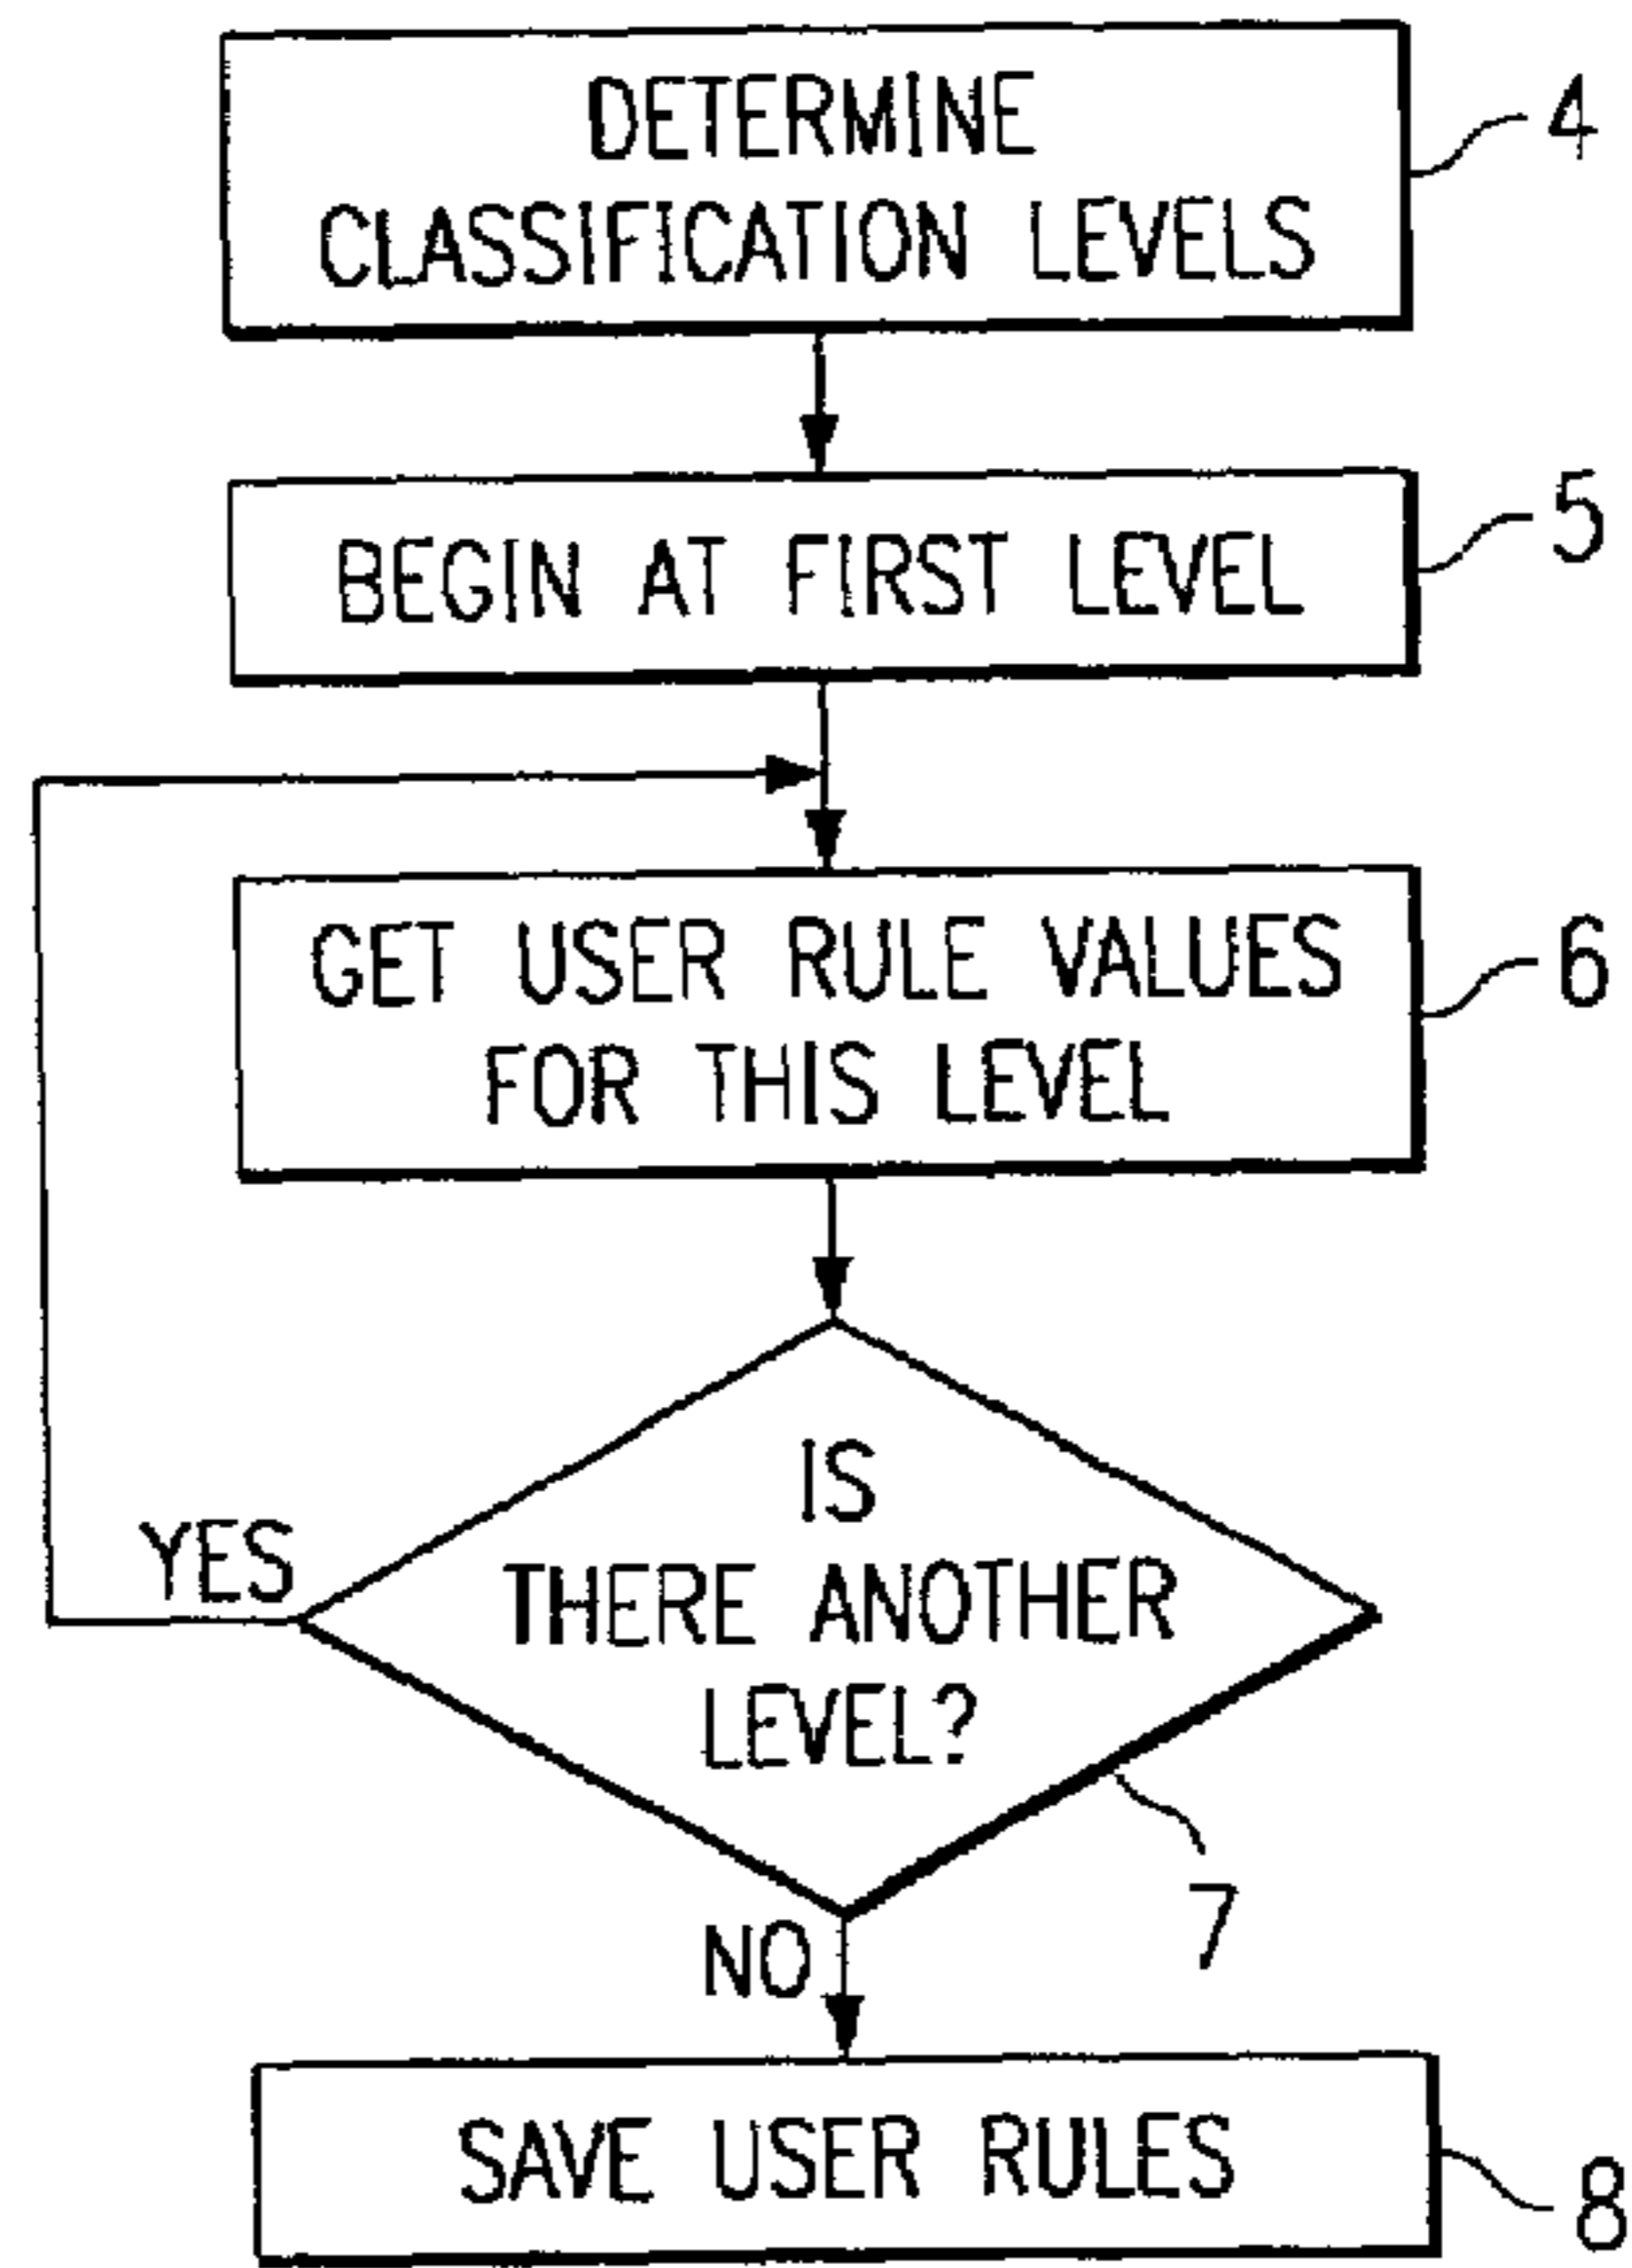 DETERMINE
CLASSIFICATION LEVELS
4
BEGIN AT FIRST LEVEL
5
GET USER RULE VALUES
FOR THIS LEVEL
6
IS
THERE ANOTHER
LEVEL?
YES
7
NO
SAVE USER RULES
8